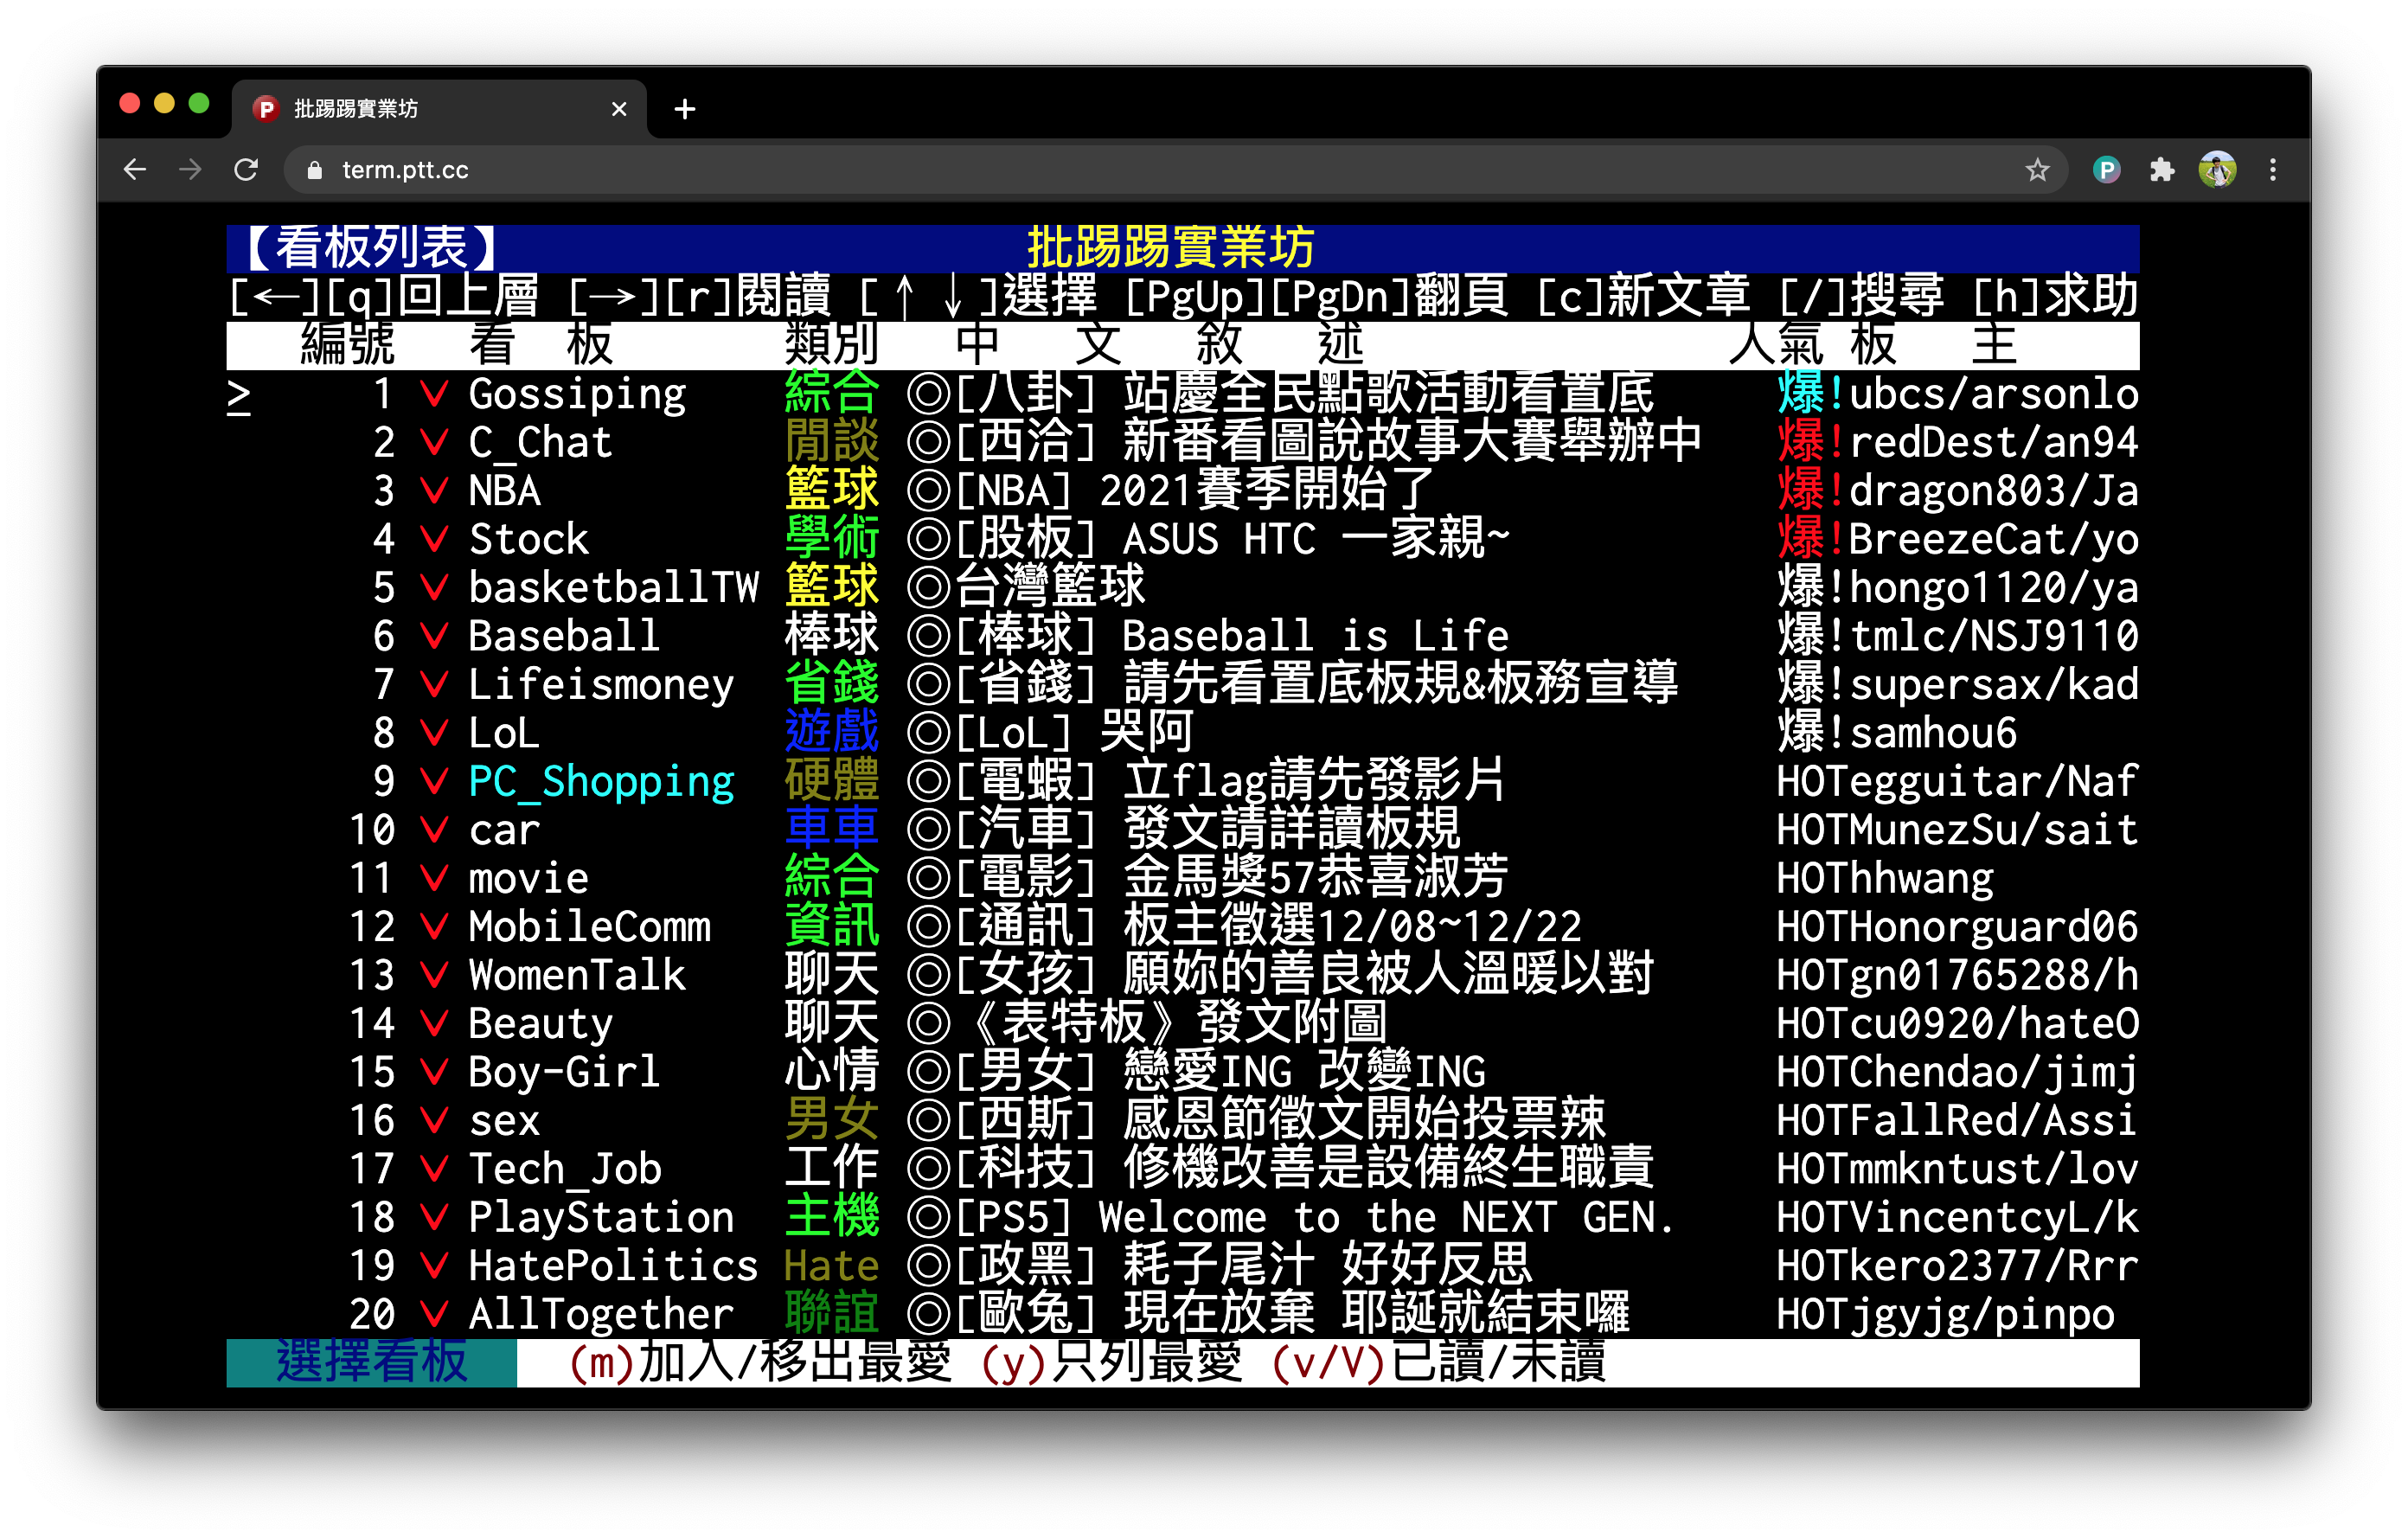 批踢踢實業坊
term.ptt.cc
【看板列表】 批踢踢實業坊
[←][q]回上層 [→][r]閱讀 [↑↓]選擇 [PgUp][PgDn]翻頁 [c]新文章 [/]搜尋 [h]求助
編號 看 板 類別 中 文 敘 述 人氣 板 主
> 1 ˇ Gossiping 綜合 ◎[八卦] 站慶全民點歌活動看置底 爆!ubcs/arsonlo
2 ˇ C_Chat 閒談 ◎[西洽] 新番看圖說故事大賽舉辦中 爆!redDest/an94
3 ˇ NBA 籃球 ◎[NBA] 2021賽季開始了 爆!dragon803/Ja
4 ˇ Stock 學術 ◎[股板] ASUS HTC 一家親~ 爆!BreezeCat/yo
5 ˇ basketballTW 籃球 ◎台灣籃球 爆!hongo1120/ya
6 ˇ Baseball 棒球 ◎[棒球] Baseball is Life 爆!tmlc/NSJ9110
7 ˇ Lifeismoney 省錢 ◎[省錢] 請先看置底板規&板務宣導 爆!supersax/kad
8 ˇ LoL 遊戲 ◎[LoL] 哭阿 爆!samhou6
9 ˇ PC_Shopping 硬體 ◎[電蝦] 立flag請先發影片 HOTegguitar/Naf
10 ˇ car 車車 ◎[汽車] 發文請詳讀板規 HOTMunezSu/sait
11 ˇ movie 綜合 ◎[電影] 金馬獎57恭喜淑芳 HOThhwang
12 ˇ MobileComm 資訊 ◎[通訊] 板主徵選12/08~12/22 HOTHonorguard06
13 ˇ WomenTalk 聊天 ◎[女孩] 願妳的善良被人溫暖以對 HOTgn01765288/h
14 ˇ Beauty 聊天 ◎《表特板》發文附圖 HOTcu0920/hateO
15 ˇ Boy-Girl 心情 ◎[男女] 戀愛ING 改變ING HOTChendao/jimj
16 ˇ sex 男女 ◎[西斯] 感恩節徵文開始投票辣 HOTFallRed/Assi
17 ˇ Tech_Job 工作 ◎[科技] 修機改善是設備終生職責 HOTmmkntust/lov
18 ˇ PlayStation 主機 ◎[PS5] Welcome to the NEXT GEN. HOTVincentcyL/k
19 ˇ HatePolitics Hate ◎[政黑] 耗子尾汁 好好反思 HOTkero2377/Rrr
20 ˇ AllTogether 聯誼 ◎[歐兔] 現在放棄 耶誕就結束囉 HOTjgyjg/pinpo
選擇看板 (m)加入/移出最愛 (y)只列最愛 (v/V)已讀/未讀